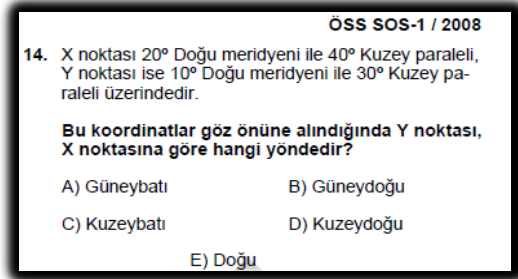 ÖSS SOS-1 / 2008
14. X noktası 20º Doğu meridyeni ile 40º Kuzey paraleli,
Y noktası ise 10º Doğu meridyeni ile 30º Kuzey pa-
raleli üzerindedir.
Bu koordinatlar göz önüne alındığında Y noktası,
X noktasına göre hangi yöndedir?
A) Güneybatı B) Güneydoğu
C) Kuzeybatı D) Kuzeydoğu
E) Doğu